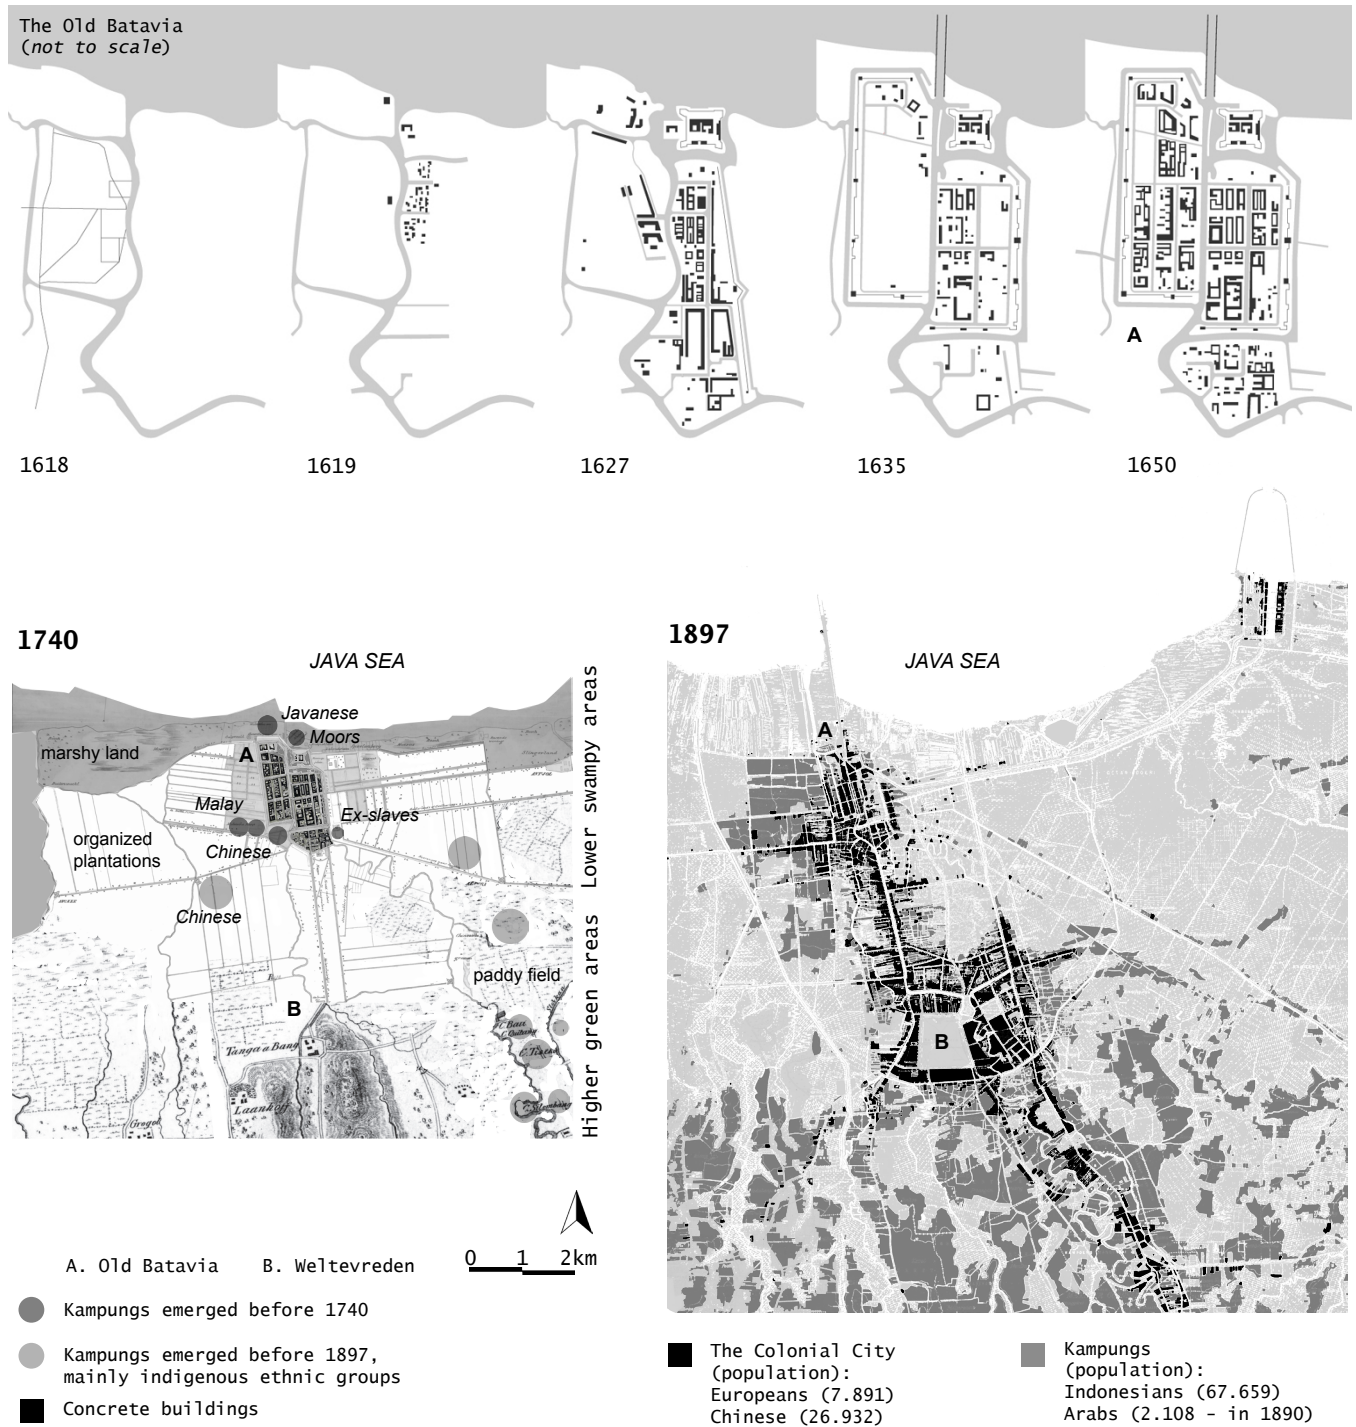 The Old Batavia
(not to scale)
A
1618
1619
1627
1635
1650
1740
JAVA SEA
Javanese
Moors
marshy land
A
Malay
Ex-slaves
organized
plantations
Chinese
Chinese
paddy field
B
Tanga a Bang
Laanhoff
Grogol
Lower swampy areas
Higher green areas
1897
JAVA SEA
A
B
A. Old Batavia
B. Weltevreden
0 1 2km
Kampungs emerged before 1740
Kampungs emerged before 1897,
mainly indigenous ethnic groups
Concrete buildings
The Colonial City
(population):
Europeans (7.891)
Chinese (26.932)
Kampungs
(population):
Indonesians (67.659)
Arabs (2.108 - in 1890)